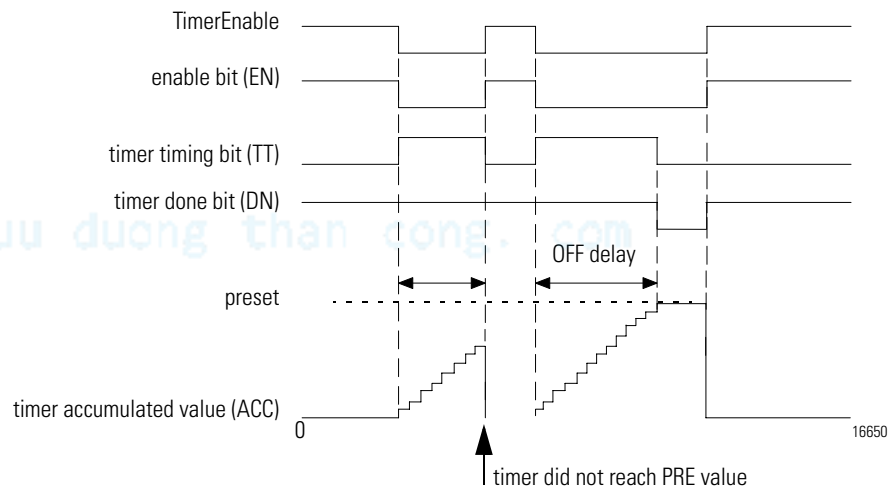 TimerEnable
enable bit (EN)
timer timing bit (TT)
timer done bit (DN)
uu duong than cong. com
OFF delay
preset
timer accumulated value (ACC)
0
16650
timer did not reach PRE value